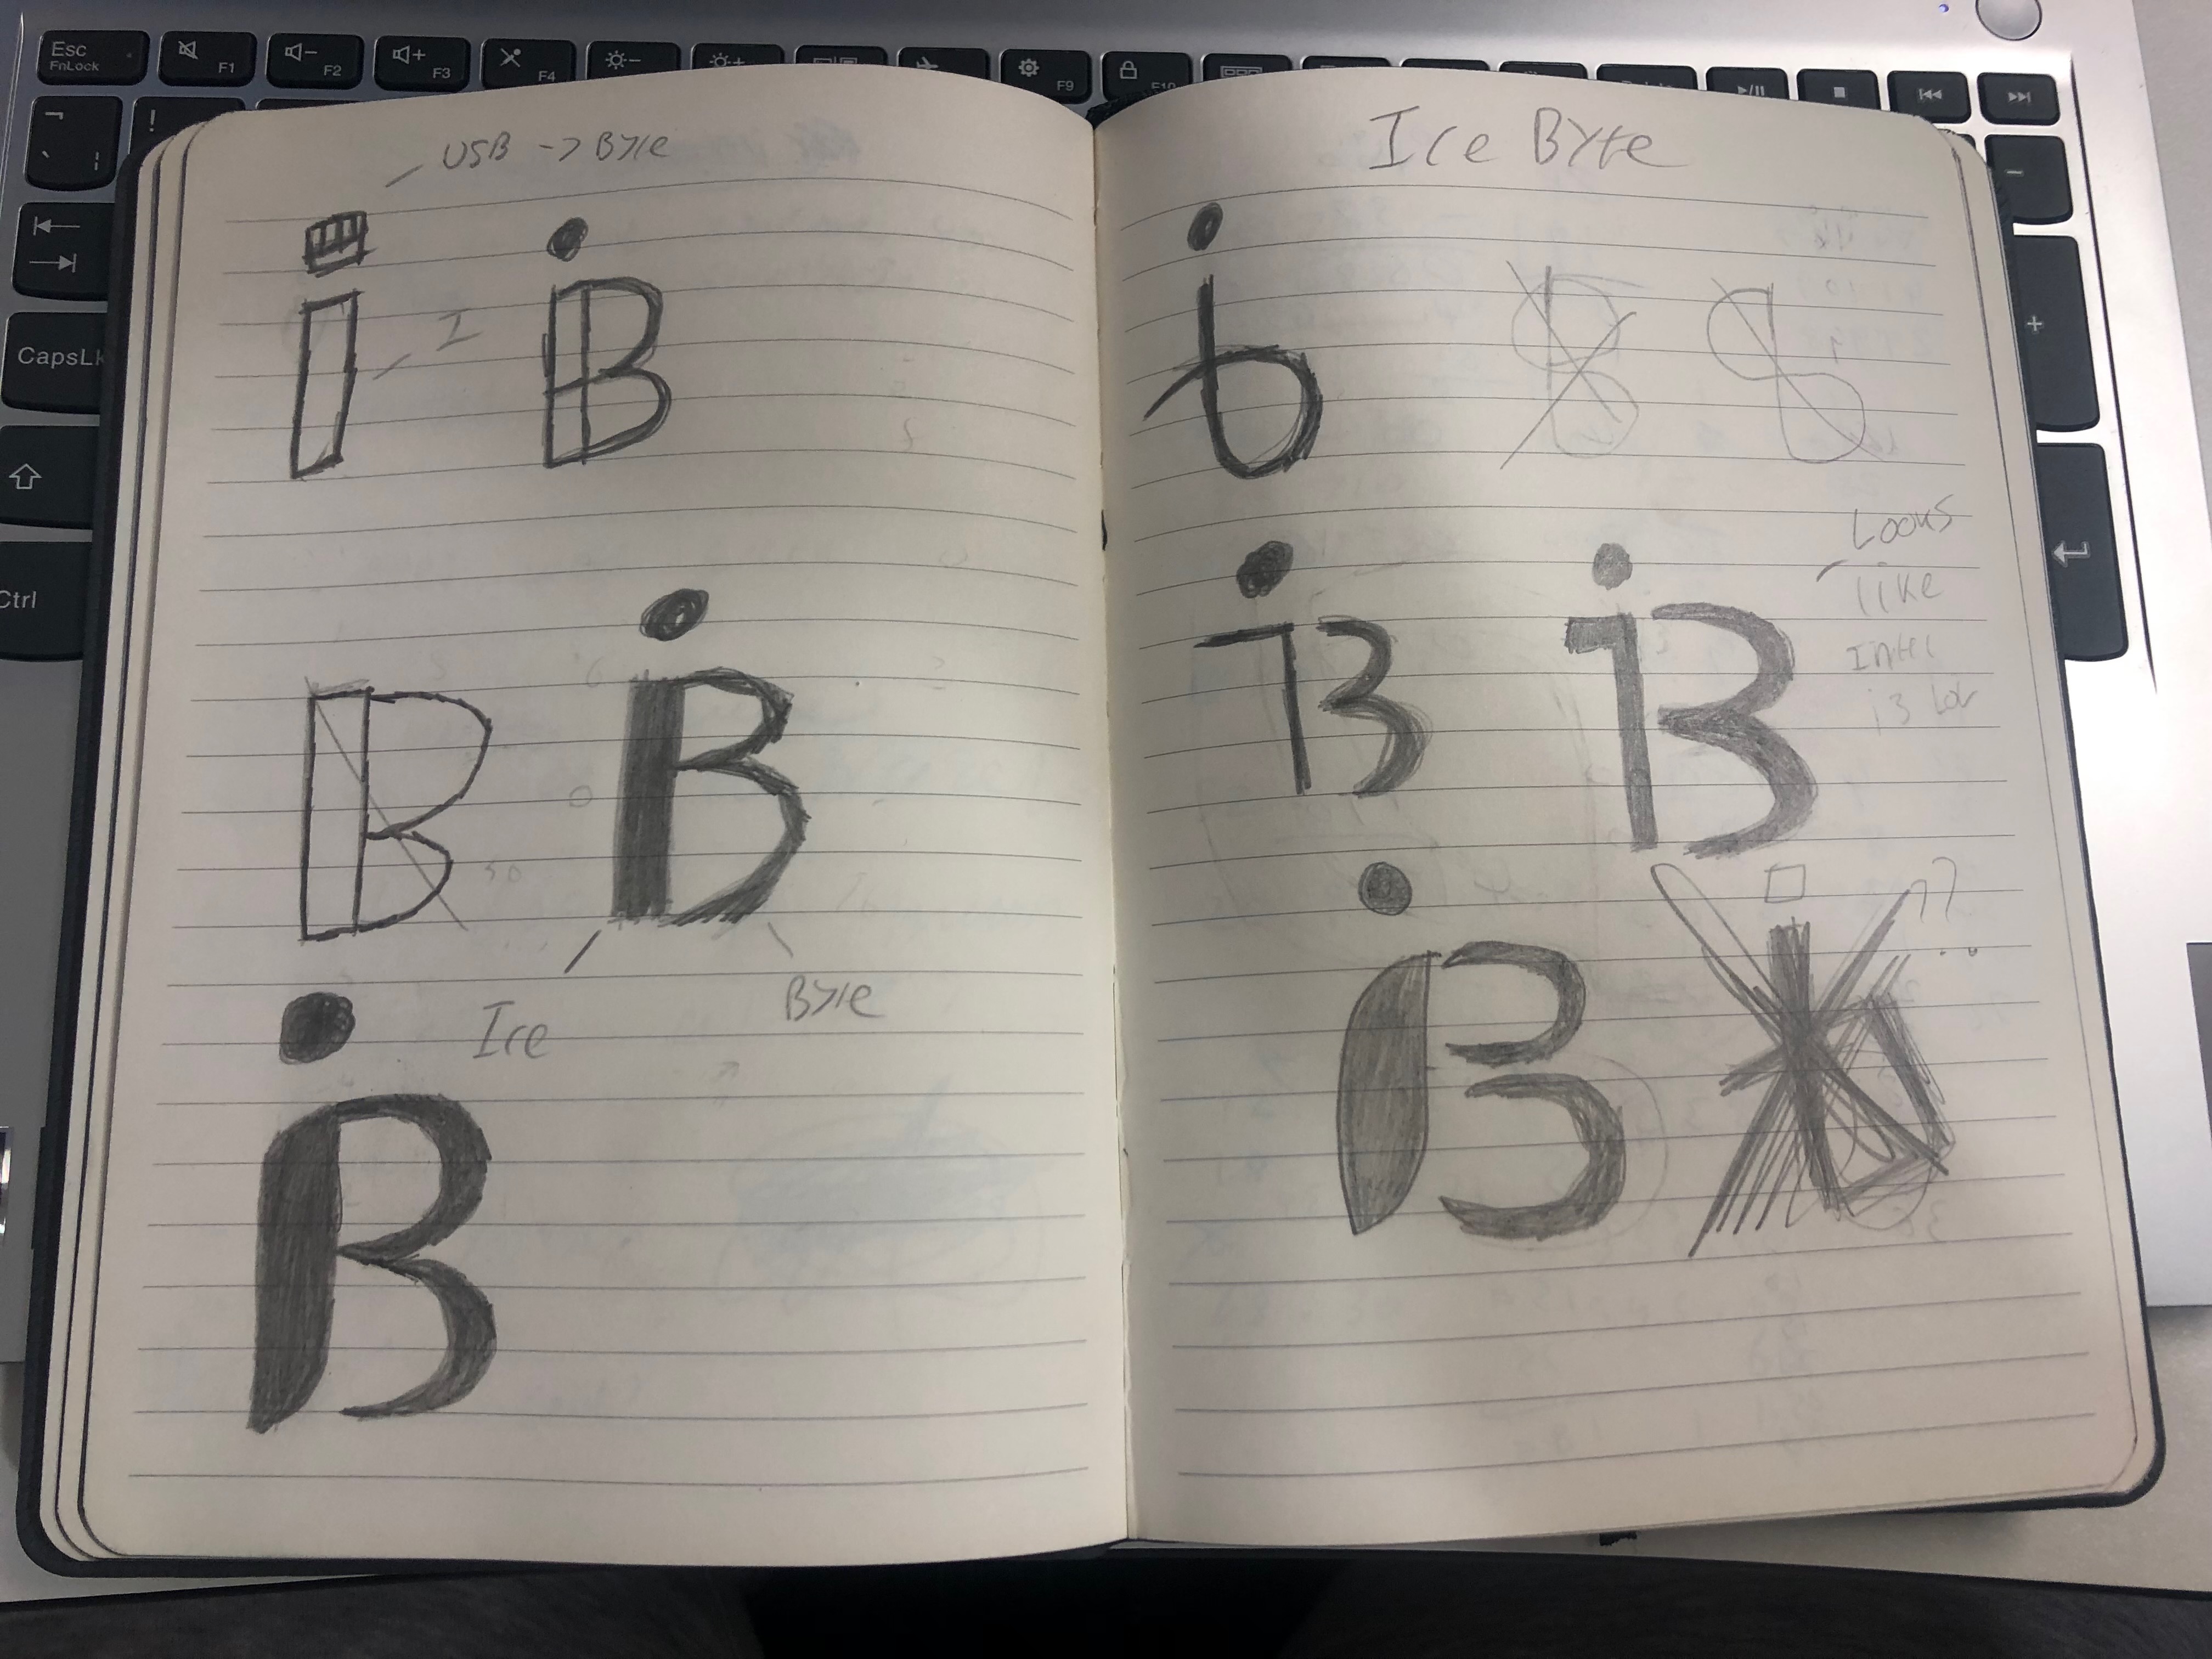 Esc
FnLock
F1
F2
F3
F4
F9
F10
CapsLk
Ctrl
USB -> Byte
I
iB
B
iB
Ice
Byte
iB
Ice Byte
ib
iB
iB
Looks
like
Intel
i3 lol
iB
??